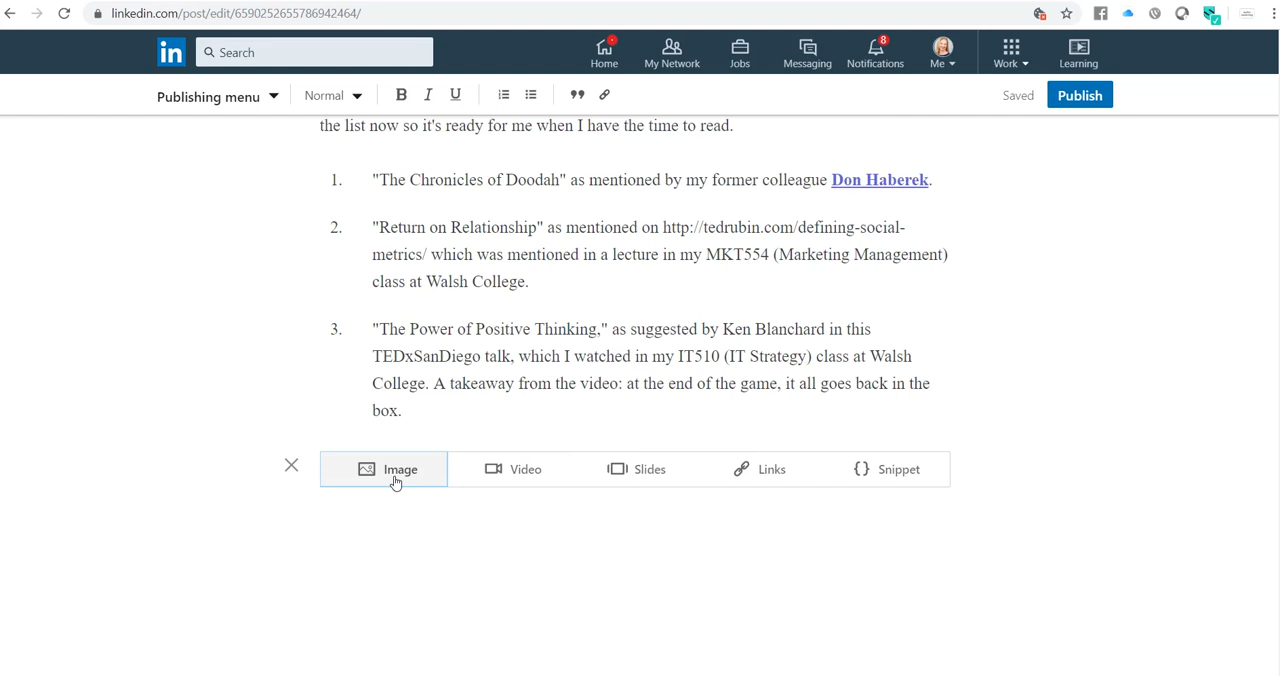 linkedin.com/post/edit/6590252655786942464/
in
Search
Home
My Network
Jobs
Messaging
8
Notifications
Me
Work
Learning
Publishing menu
Normal
B I U
Saved
Publish
the list now so it's ready for me when I have the time to read.
1. "The Chronicles of Doodah" as mentioned by my former colleague Don Haberek.
2. "Return on Relationship" as mentioned on http://tedrubin.com/defining-social-
metrics/ which was mentioned in a lecture in my MKT554 (Marketing Management)
class at Walsh College.
3. "The Power of Positive Thinking," as suggested by Ken Blanchard in this
TEDxSanDiego talk, which I watched in my IT510 (IT Strategy) class at Walsh
College. A takeaway from the video: at the end of the game, it all goes back in the
box.
Image
Video
Slides
Links
Snippet